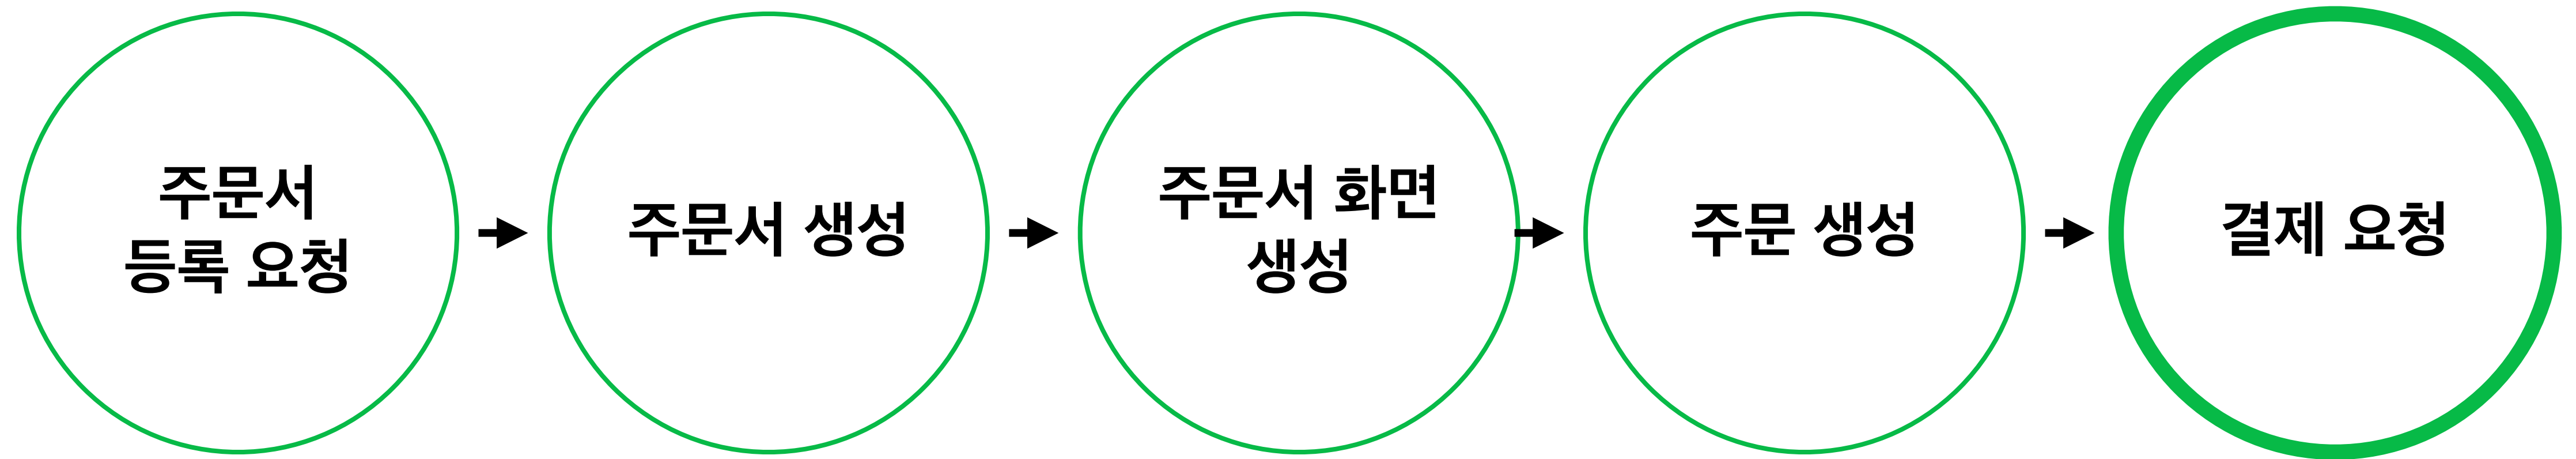 주문서
등록 요청
주문서 생성
주문서 화면
생성
주문 생성
결제 요청